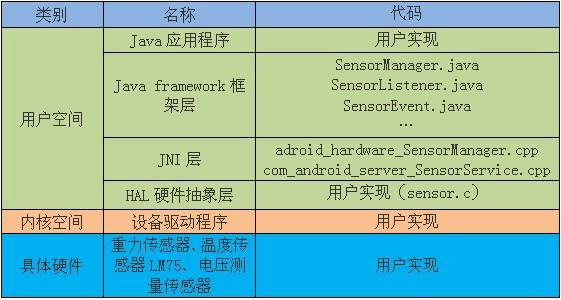 类别 名称 代码
用户空间
Java 应用程序 用户实现
Java framework 框
架层
SensorManager.java
SensorListener.java
SensorEvent.java
…
JNI 层
adroid_hardware_SensorManager.cpp
com_android_server_SensorService.cpp
HAL 硬件抽象层 用户实现（sensor.c）
内核空间 设备驱动程序 用户实现
具体硬件
重力传感器、温度传
感器 LM75、电压测
量传感器
用户实现